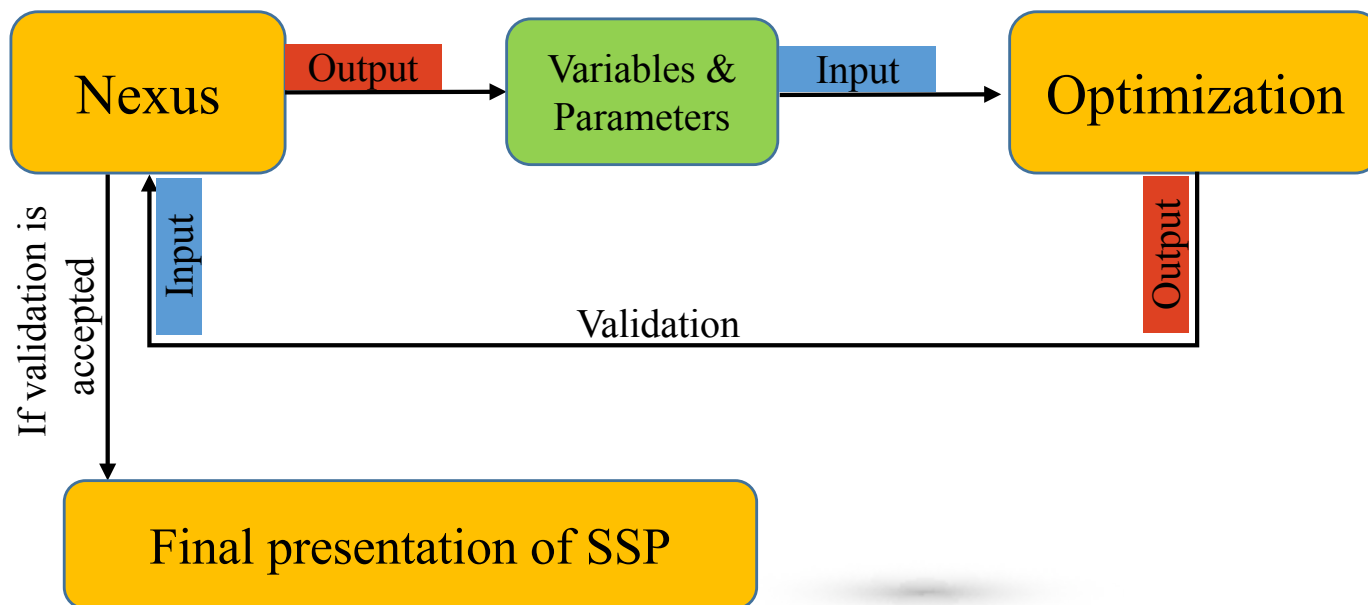 Nexus
Output
Variables &
Parameters
Input
Optimization
If validation is
accepted
Input
Validation
Output
Final presentation of SSP